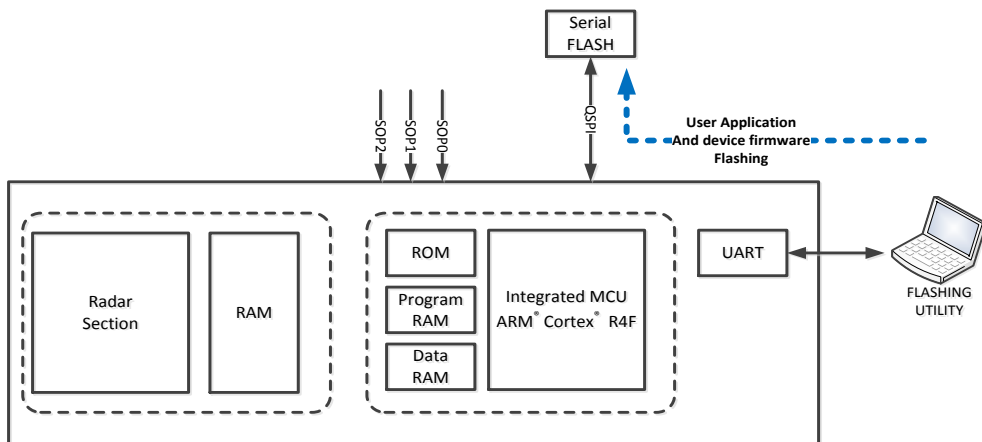 Serial
FLASH
SOP2
SOP1
SOP0
QSPI
User Application
And device firmware
Flashing
Radar
Section
RAM
ROM
Program
RAM
Data
RAM
Integrated MCU
ARM® Cortex® R4F
UART
FLASHING
UTILITY